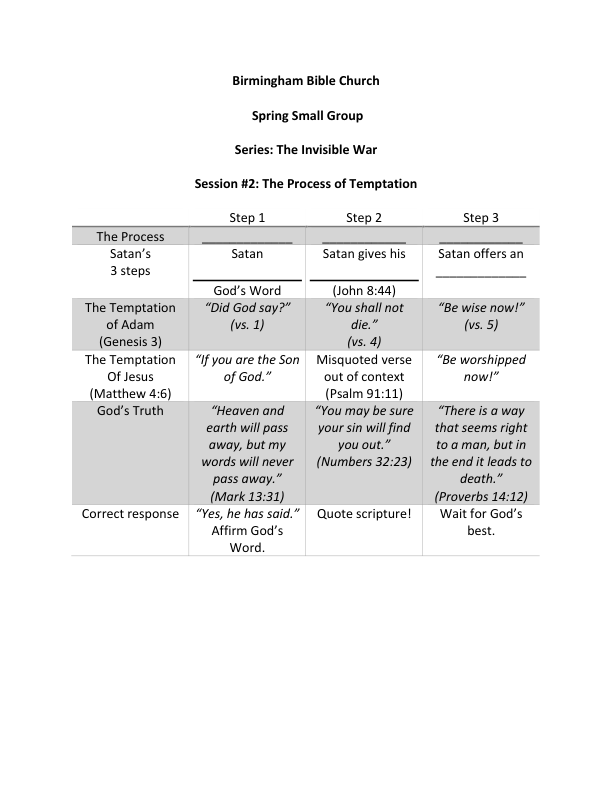 Birmingham Bible Church
Spring Small Group
Series: The Invisible War
Session #2: The Process of Temptation
Step 1 Step 2 Step 3
The Process _____________ ____________ ____________
Satan’s Satan Satan gives his Satan offers an
3 steps _____________
_______________ _______________
God’s Word (John 8:44)
The Temptation “Did God say?” “You shall not “Be wise now!”
of Adam (vs. 1) die.” (vs. 5)
(Genesis 3) (vs. 4)
The Temptation “If you are the Son Misquoted verse “Be worshipped
Of Jesus of God.” out of context now!”
(Matthew 4:6) (Psalm 91:11)
God’s Truth “Heaven and “You may be sure “There is a way
earth will pass your sin will find that seems right
away, but my you out.” to a man, but in
words will never (Numbers 32:23) the end it leads to
pass away.” death.”
(Mark 13:31) (Proverbs 14:12)
Correct response “Yes, he has said.” Quote scripture! Wait for God’s
Affirm God’s best.
Word.